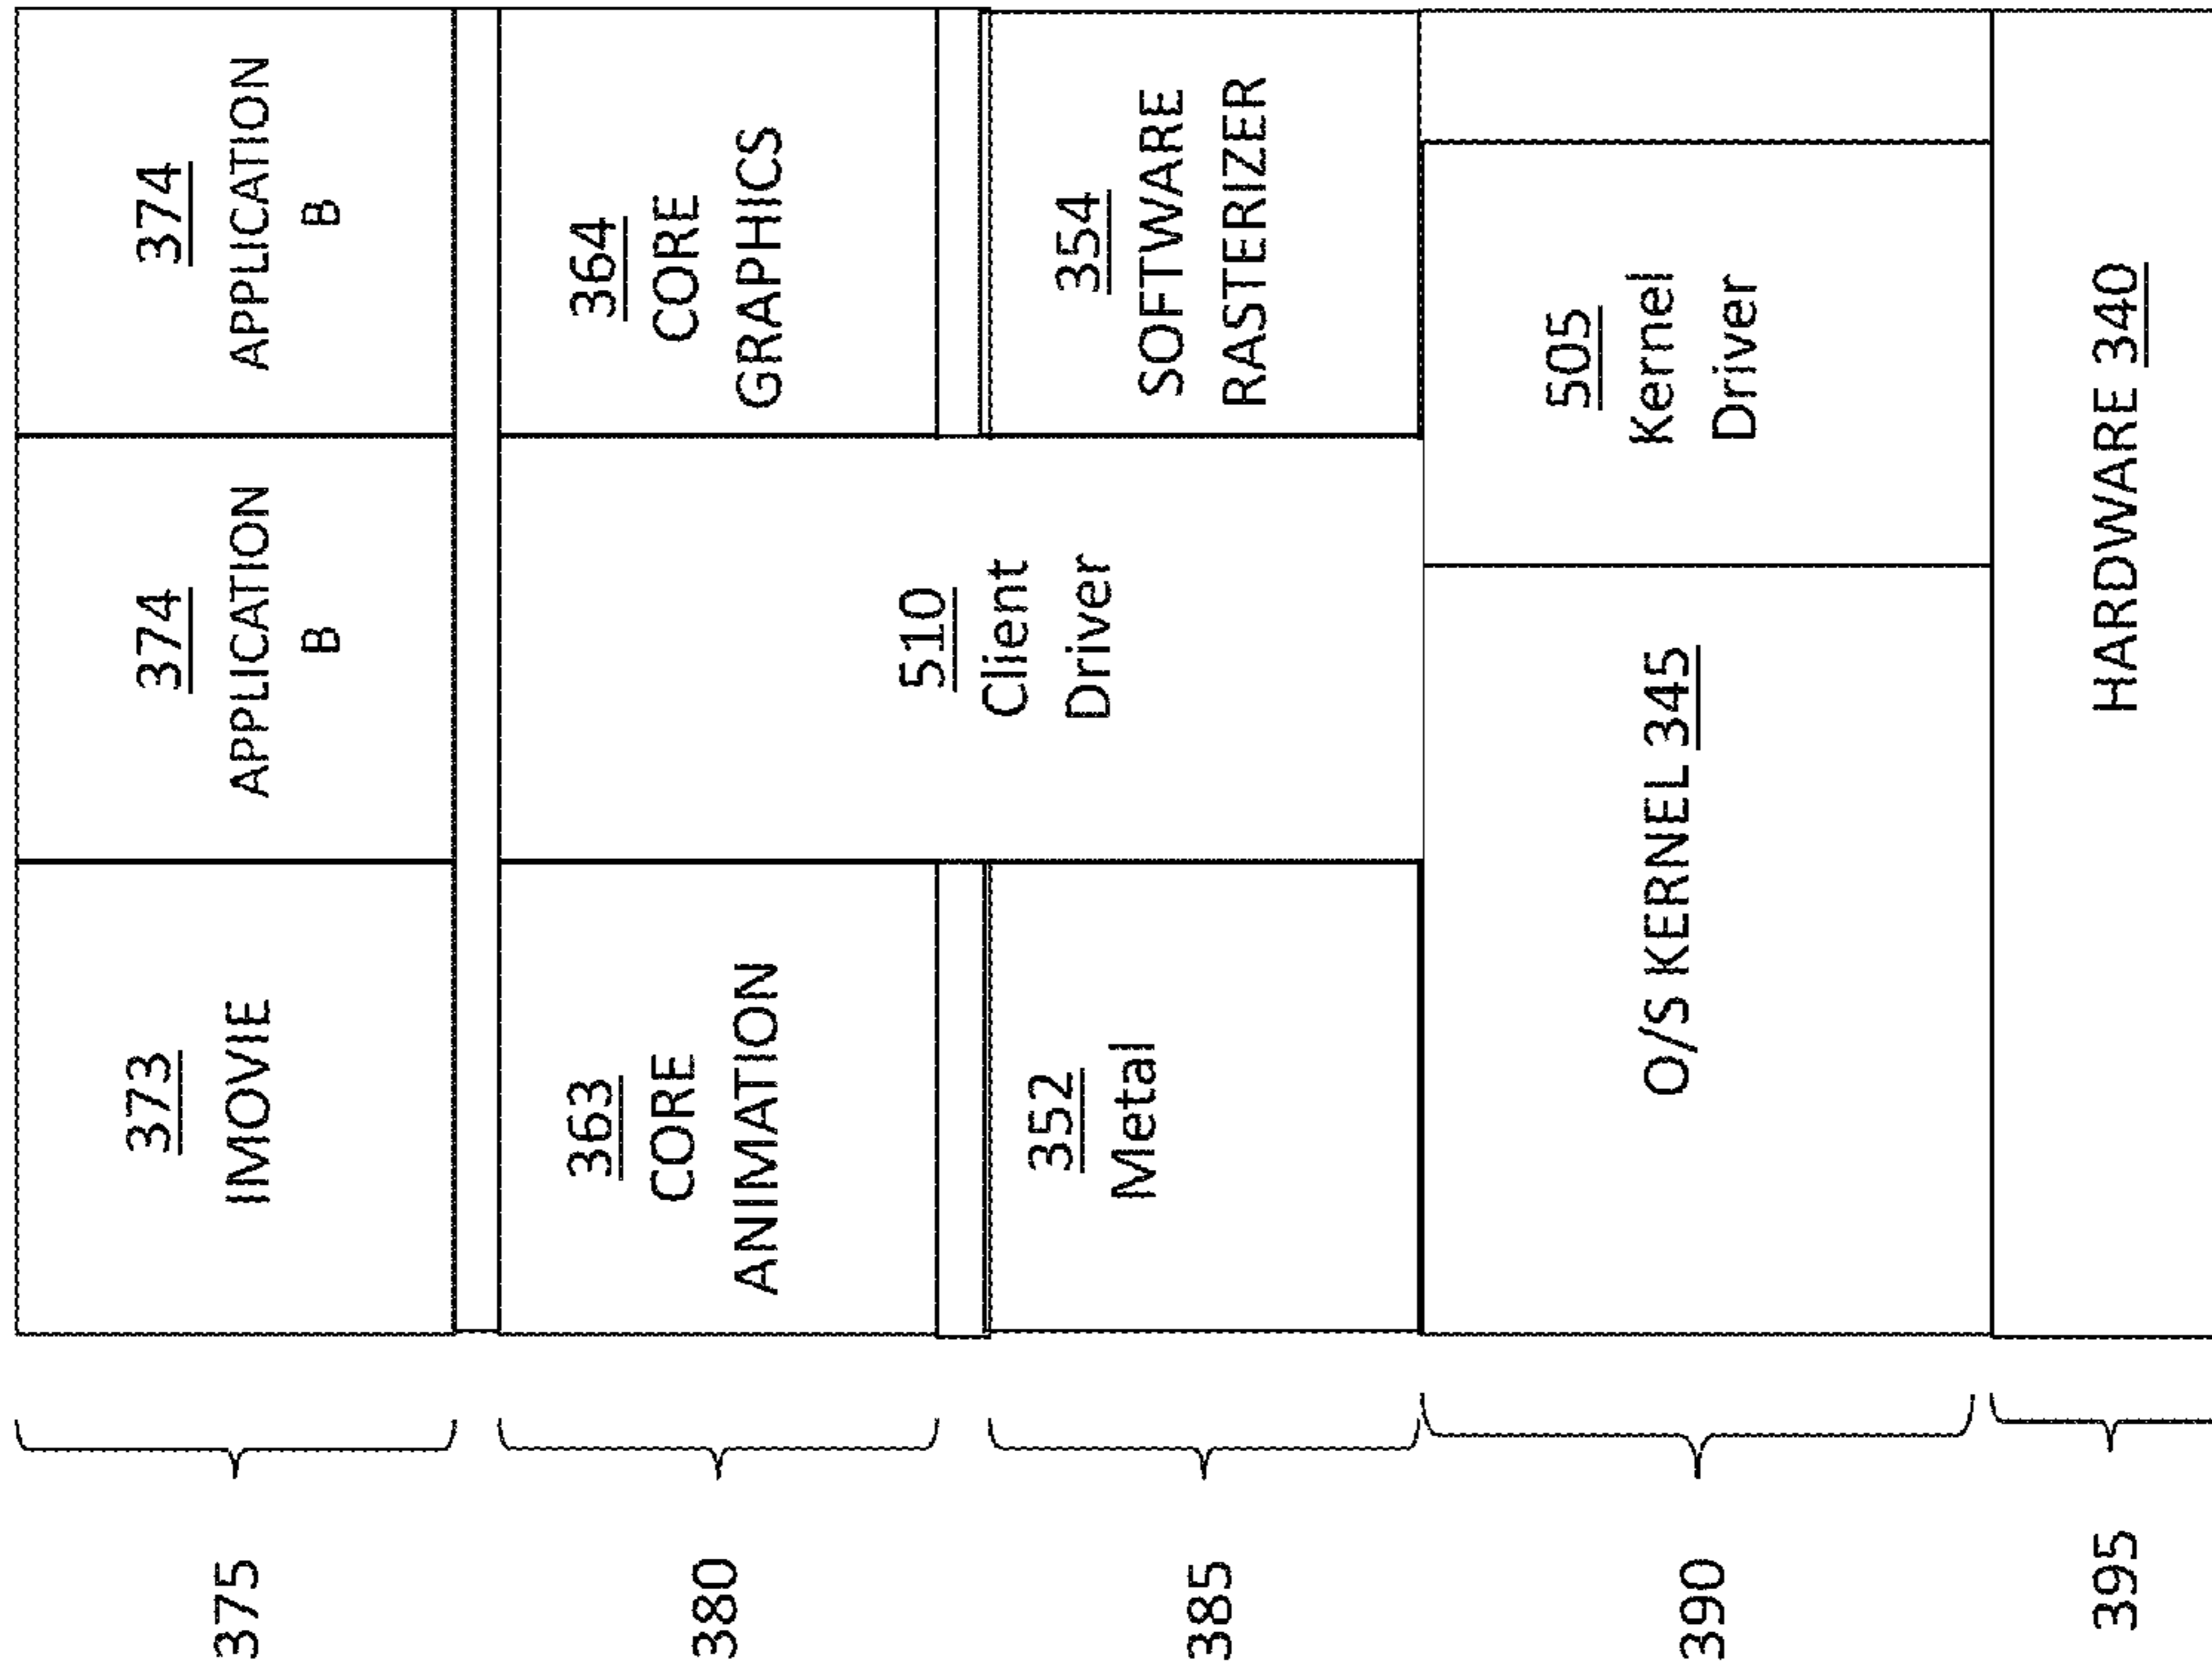 375
373
IMOVIE
374
APPLICATION
B
374
APPLICATION
B
380
363
CORE
ANIMATION
510
Client
Driver
364
CORE
GRAPHICS
385
352
Metal
354
SOFTWARE
RASTERIZER
390
O/S KERNEL 345
505
Kernel
Driver
395
HARDWARE 340